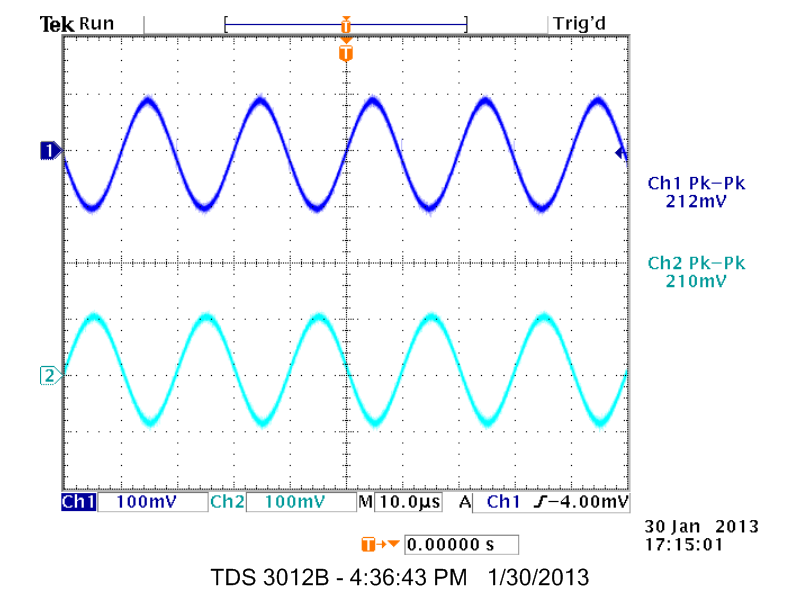 Tek Run Trig'd
T
T
1
Ch1 Pk-Pk
212mV
Ch2 Pk-Pk
210mV
2
Ch1 100mV Ch2 100mV M 10.0µs A Ch1 ∫ -4.00mV
T 0.00000 s
30 Jan 2013
17:15:01
TDS 3012B - 4:36:43 PM 1/30/2013